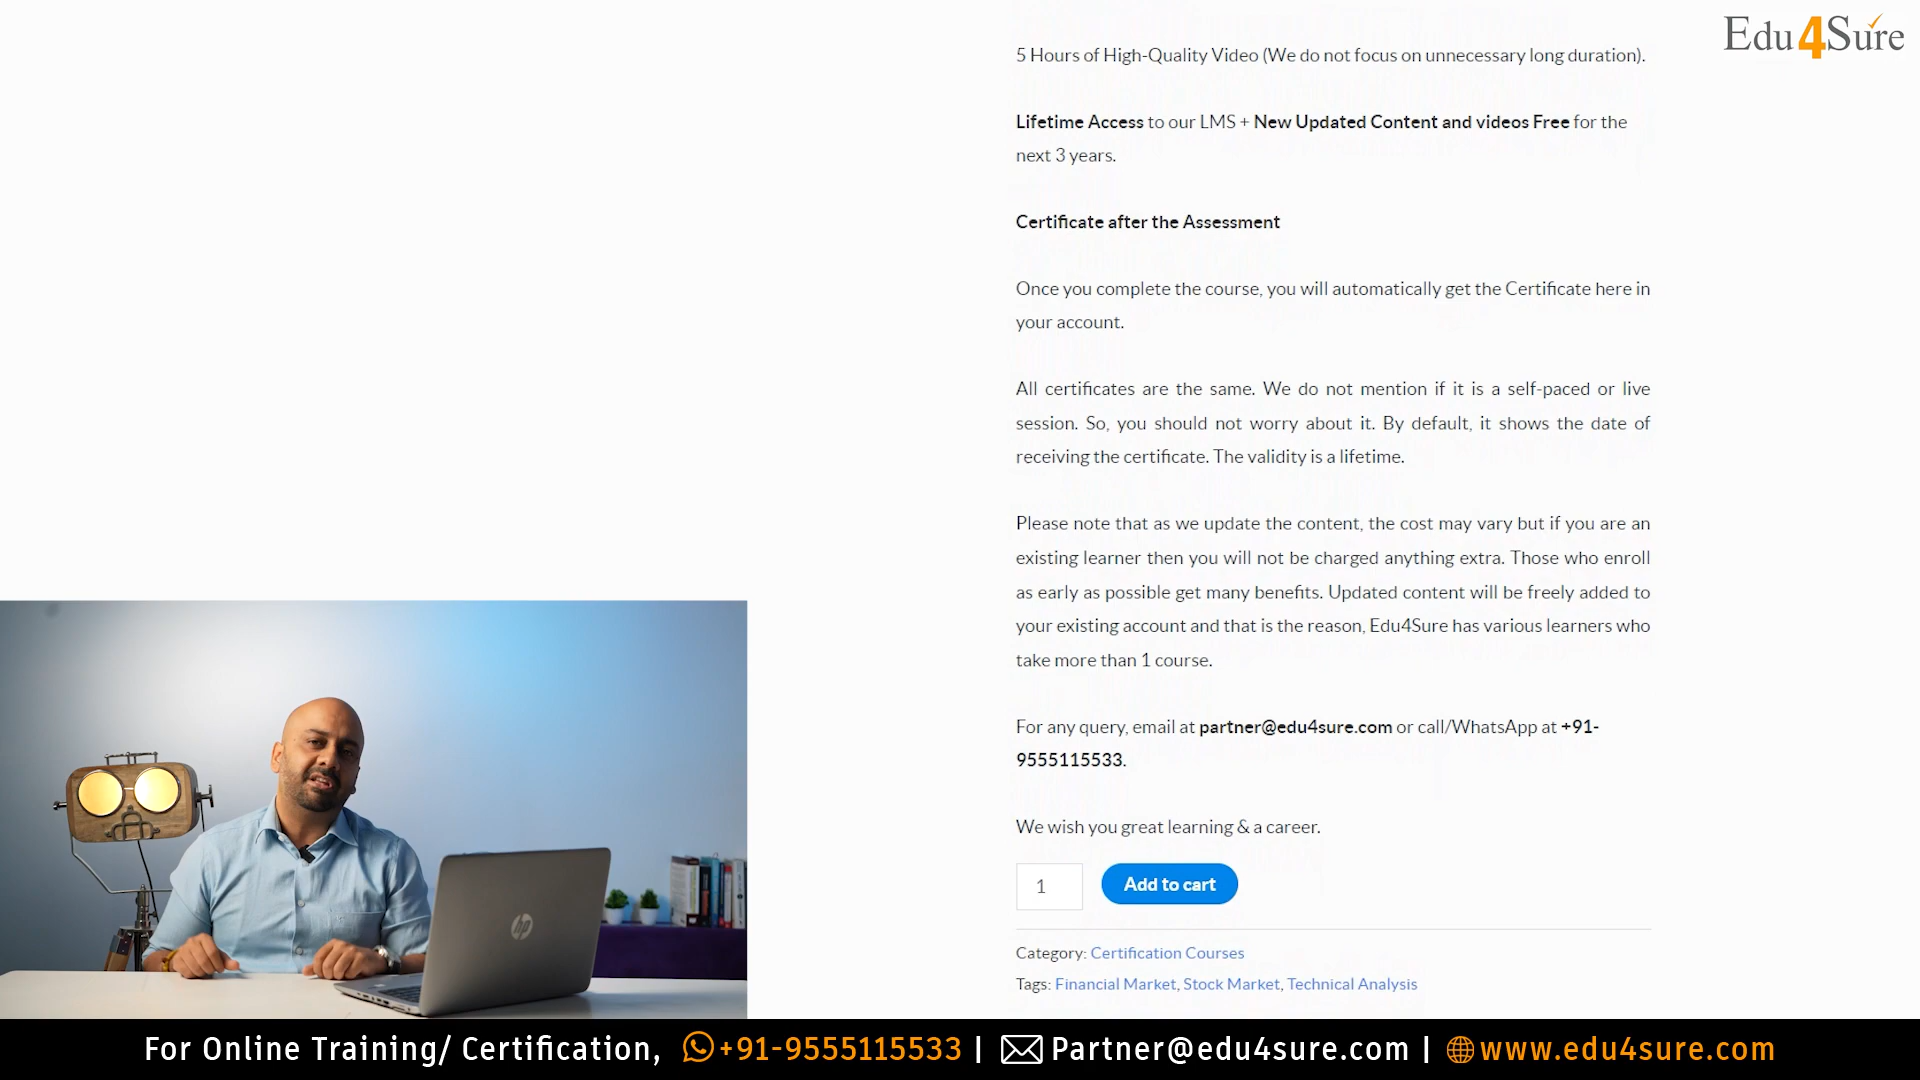 Edu4Sure
5 Hours of High-Quality Video (We do not focus on unnecessary long duration).
Lifetime Access to our LMS + New Updated Content and videos Free for the
next 3 years.
Certificate after the Assessment
Once you complete the course, you will automatically get the Certificate here in
your account.
All certificates are the same. We do not mention if it is a self-paced or live
session. So, you should not worry about it. By default, it shows the date of
receiving the certificate. The validity is a lifetime.
Please note that as we update the content, the cost may vary but if you are an
existing learner then you will not be charged anything extra. Those who enroll
as early as possible get many benefits. Updated content will be freely added to
your existing account and that is the reason, Edu4Sure has various learners who
take more than 1 course.
For any query, email at partner@edu4sure.com or call/WhatsApp at +91-
9555115533.
We wish you great learning & a career.
1
Add to cart
Category: Certification Courses
Tags: Financial Market, Stock Market, Technical Analysis
hp
For Online Training/ Certification, +91-9555115533 | Partner@edu4sure.com | www.edu4sure.com